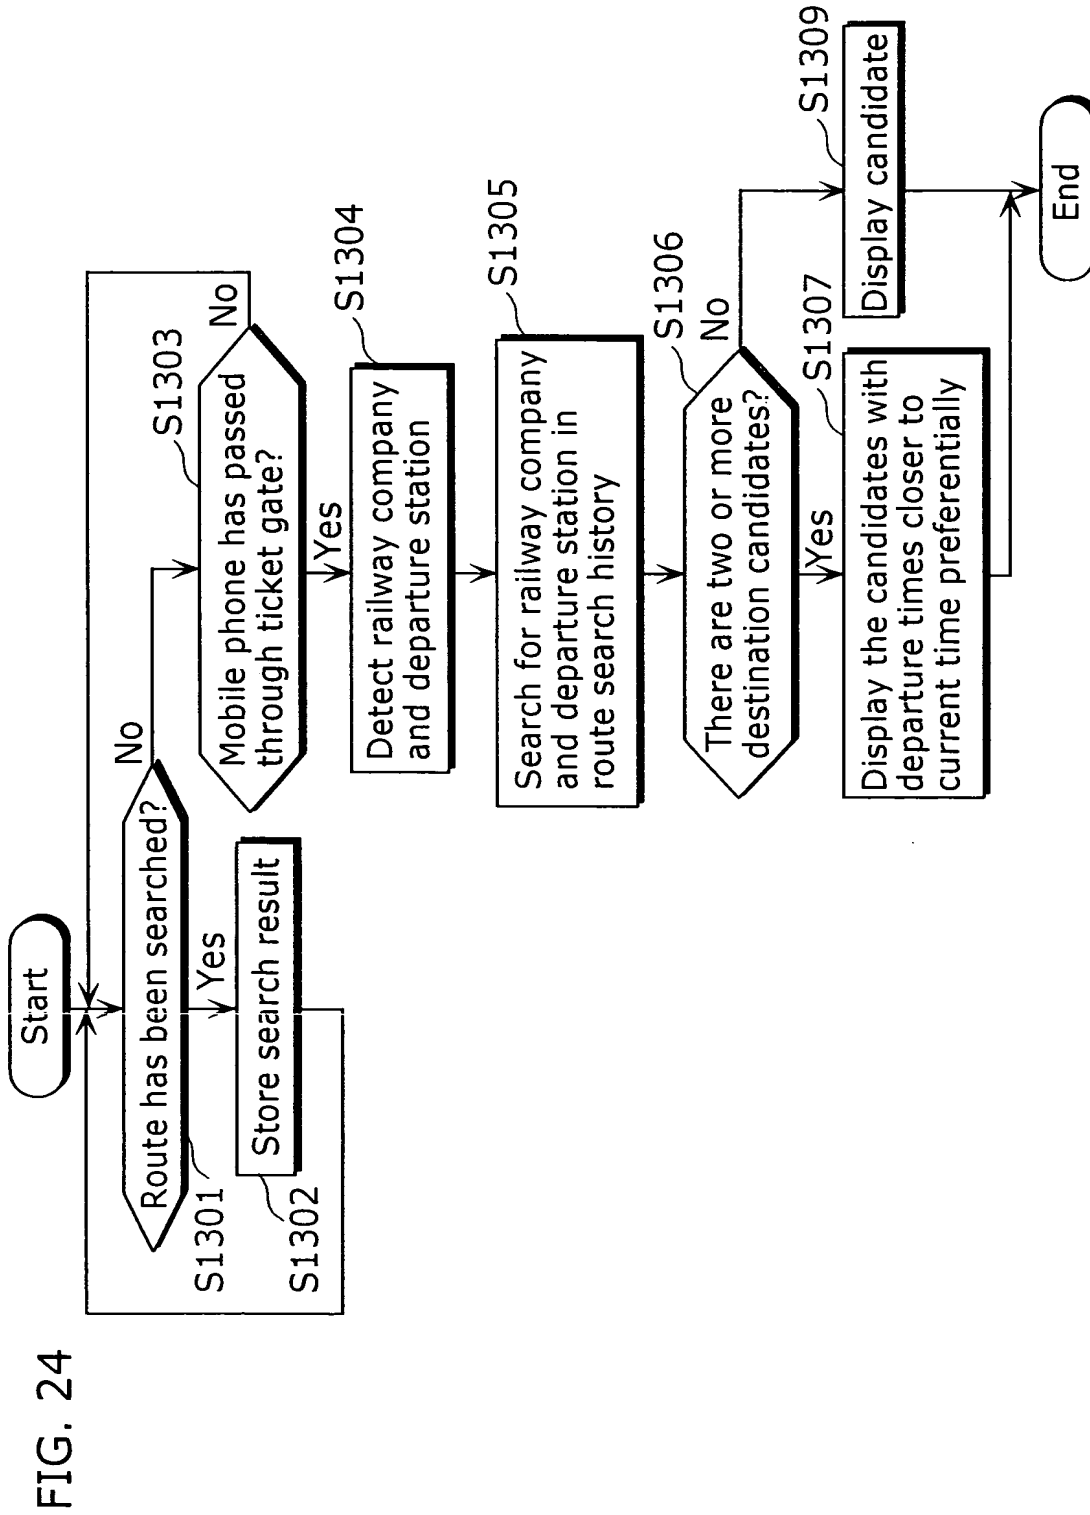 FIG. 24
Start
Route has been searched?
S1301
No
Yes
Store search result
S1302
S1303
Mobile phone has passed
through ticket gate?
No
Yes
S1304
Detect railway company
and departure station
S1305
Search for railway company
and departure station in
route search history
S1306
There are two or more
destination candidates?
No
Yes
S1307
Display the candidates with
departure times closer to
current time preferentially
S1309
Display candidate
End